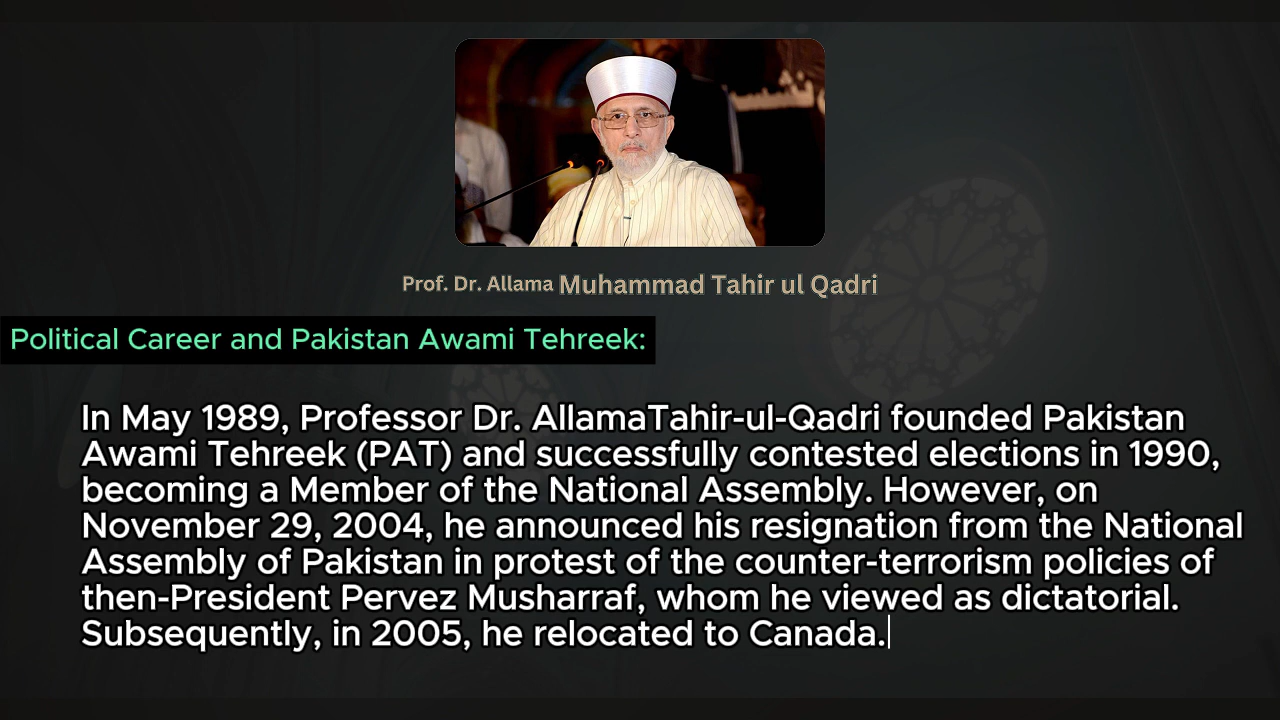 Prof. Dr. Allama Muhammad Tahir ul Qadri
Political Career and Pakistan Awami Tehreek:
In May 1989, Professor Dr. AllamaTahir-ul-Qadri founded Pakistan
Awami Tehreek (PAT) and successfully contested elections in 1990,
becoming a Member of the National Assembly. However, on
November 29, 2004, he announced his resignation from the National
Assembly of Pakistan in protest of the counter-terrorism policies of
then-President Pervez Musharraf, whom he viewed as dictatorial.
Subsequently, in 2005, he relocated to Canada.